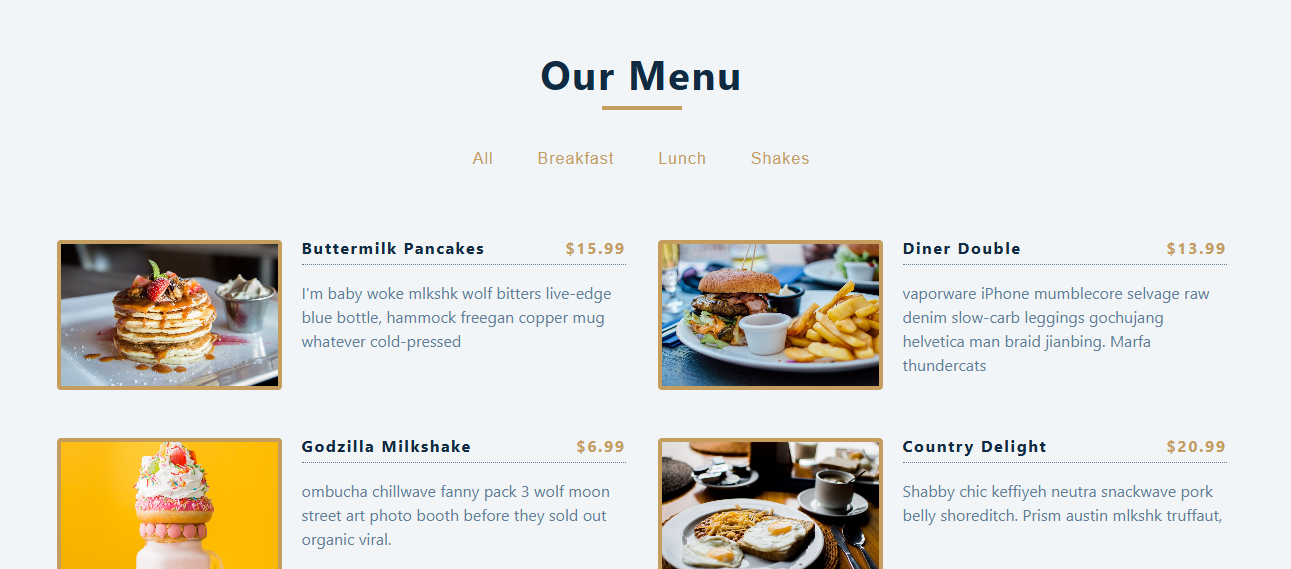 Our Menu
All Breakfast Lunch Shakes
Buttermilk Pancakes $15.99
I'm baby woke mlkshk wolf bitters live-edge
blue bottle, hammock freegan copper mug
whatever cold-pressed
Diner Double $13.99
vaporware iPhone mumblecore selvage raw
denim slow-carb leggings gochujang
helvetica man braid jianbing. Marfa
thundercats
Godzilla Milkshake $6.99
ombucha chillwave fanny pack 3 wolf moon
street art photo booth before they sold out
organic viral.
Country Delight $20.99
Shabby chic keffiyeh neutra snackwave pork
belly shoreditch. Prism austin mlkshk truffaut,